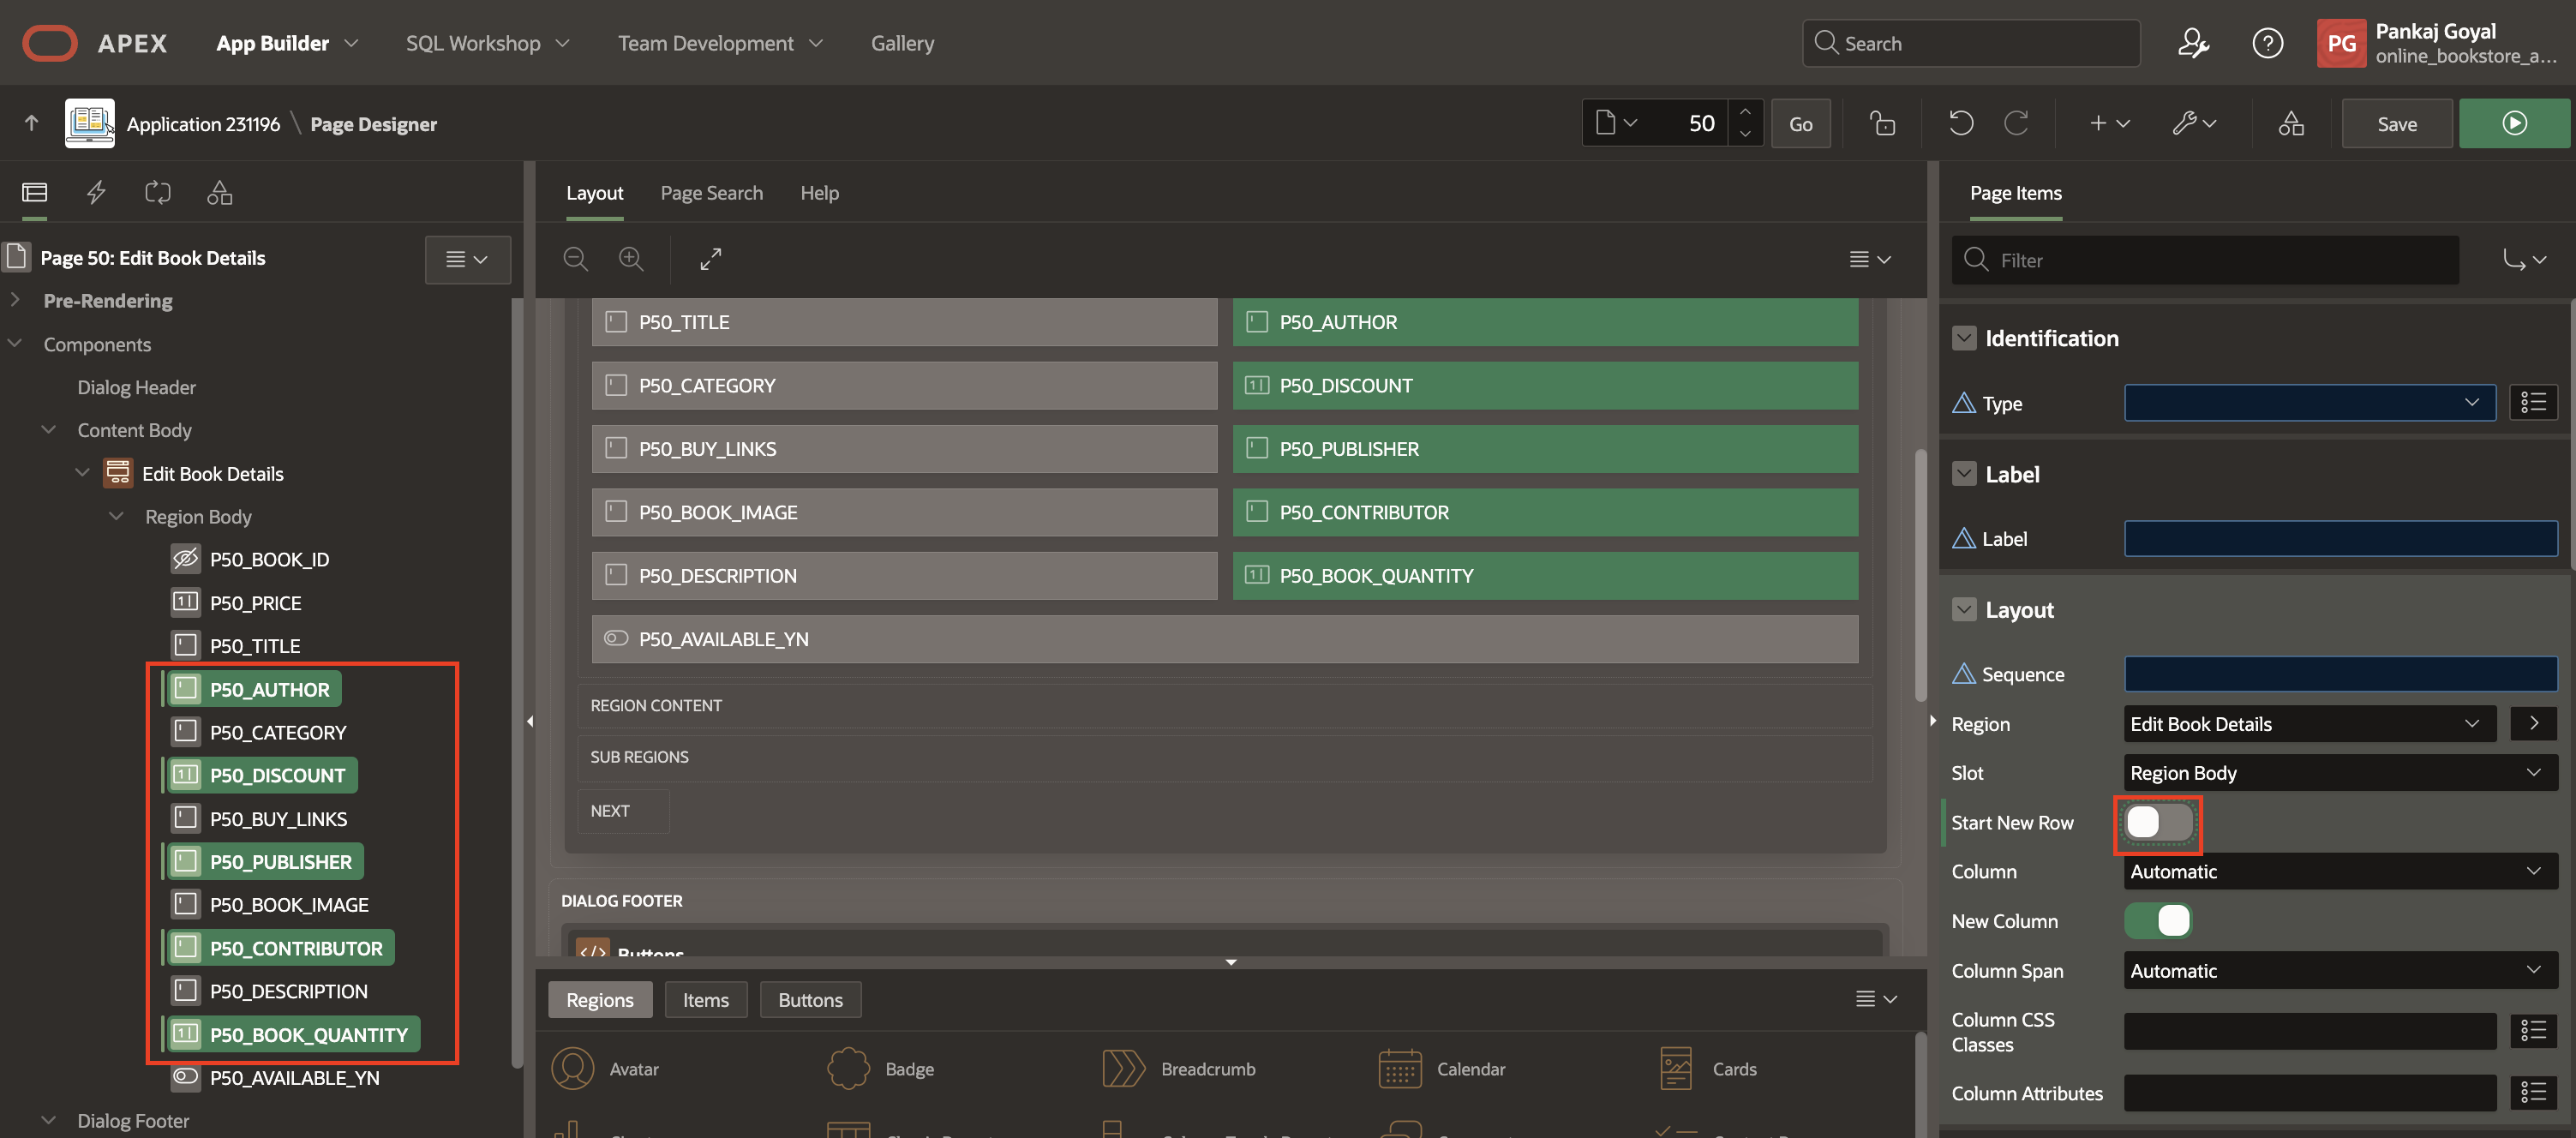 APEX
App Builder
SQL Workshop
Team Development
Gallery
Search
PG
Pankaj Goyal
online_bookstore_a...
Application 231196 \ Page Designer
50
Go
Save
Layout
Page Search
Help
Page Items
Page 50: Edit Book Details
Pre-Rendering
Components
Dialog Header
Content Body
Edit Book Details
Region Body
P50_BOOK_ID
P50_PRICE
P50_TITLE
P50_AUTHOR
P50_CATEGORY
P50_DISCOUNT
P50_BUY_LINKS
P50_PUBLISHER
P50_BOOK_IMAGE
P50_CONTRIBUTOR
P50_DESCRIPTION
P50_BOOK_QUANTITY
P50_AVAILABLE_YN
Dialog Footer
P50_TITLE
P50_AUTHOR
P50_CATEGORY
P50_DISCOUNT
P50_BUY_LINKS
P50_PUBLISHER
P50_BOOK_IMAGE
P50_CONTRIBUTOR
P50_DESCRIPTION
P50_BOOK_QUANTITY
P50_AVAILABLE_YN
REGION CONTENT
SUB REGIONS
NEXT
DIALOG FOOTER
Buttons
Regions
Items
Buttons
Avatar
Badge
Breadcrumb
Calendar
Cards
Filter
Identification
Type
Label
Label
Layout
Sequence
Region
Edit Book Details
Slot
Region Body
Start New Row
Column
Automatic
New Column
Column Span
Automatic
Column CSS
Classes
Column Attributes